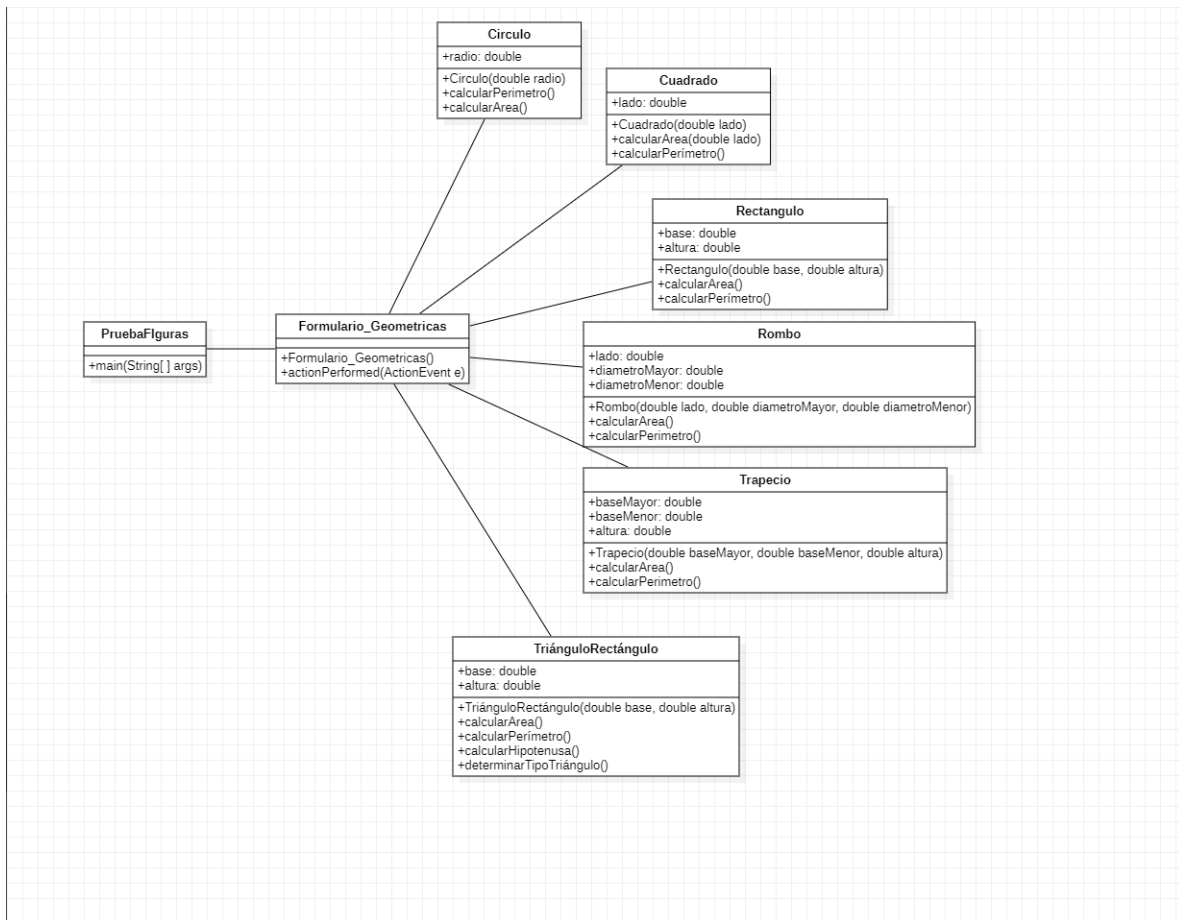 Circulo
+radio: double
+Circulo(double radio)
+calcularPerimetro()
+calcularArea()
Cuadrado
+lado: double
+Cuadrado(double lado)
+calcularArea(double lado)
+calcularPerímetro()
Rectangulo
+base: double
+altura: double
+Rectangulo(double base, double altura)
+calcularArea()
+calcularPerímetro()
PruebaFIguras
+main(String[ ] args)
Formulario_Geometricas
+Formulario_Geometricas()
+actionPerformed(ActionEvent e)
Rombo
+lado: double
+diametroMayor: double
+diametroMenor: double
+Rombo(double lado, double diametroMayor, double diametroMenor)
+calcularArea()
+calcularPerimetro()
Trapecio
+baseMayor: double
+baseMenor: double
+altura: double
+Trapecio(double baseMayor, double baseMenor, double altura)
+calcularArea()
+calcularPerimetro()
TriánguloRectángulo
+base: double
+altura: double
+TriánguloRectángulo(double base, double altura)
+calcularArea()
+calcularPerímetro()
+calcularHipotenusa()
+determinarTipoTriángulo()